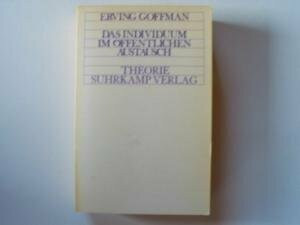 ERVING GOFFMAN
DAS INDIVIDUUM
IM ÖFFENTLICHEN
AUSTAUSCH
THEORIE
SUHRKAMP VERLAG